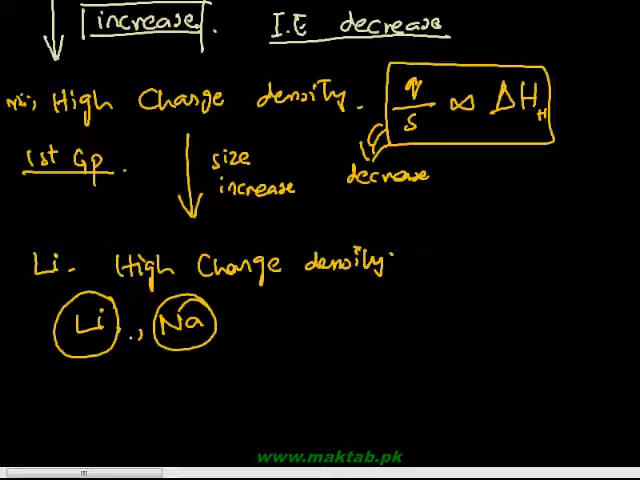 increase. I.E decrease
iii, High Charge density. q/s ∝ ΔH_H
1st Gp. size increase decrease
Li - High Charge density.
Li ., Na
www.maktab.pk